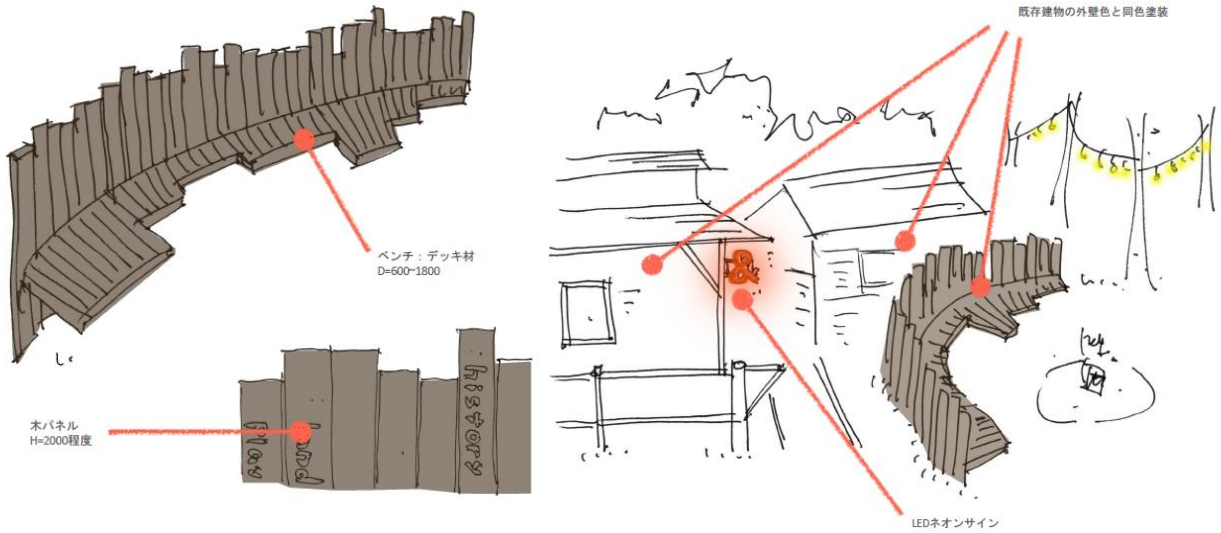 既存建物の外壁色と同色塗装
ベンチ：デッキ材
D=600~1800
木パネル
H=2000程度
Play
history
&
LEDネオンサイン